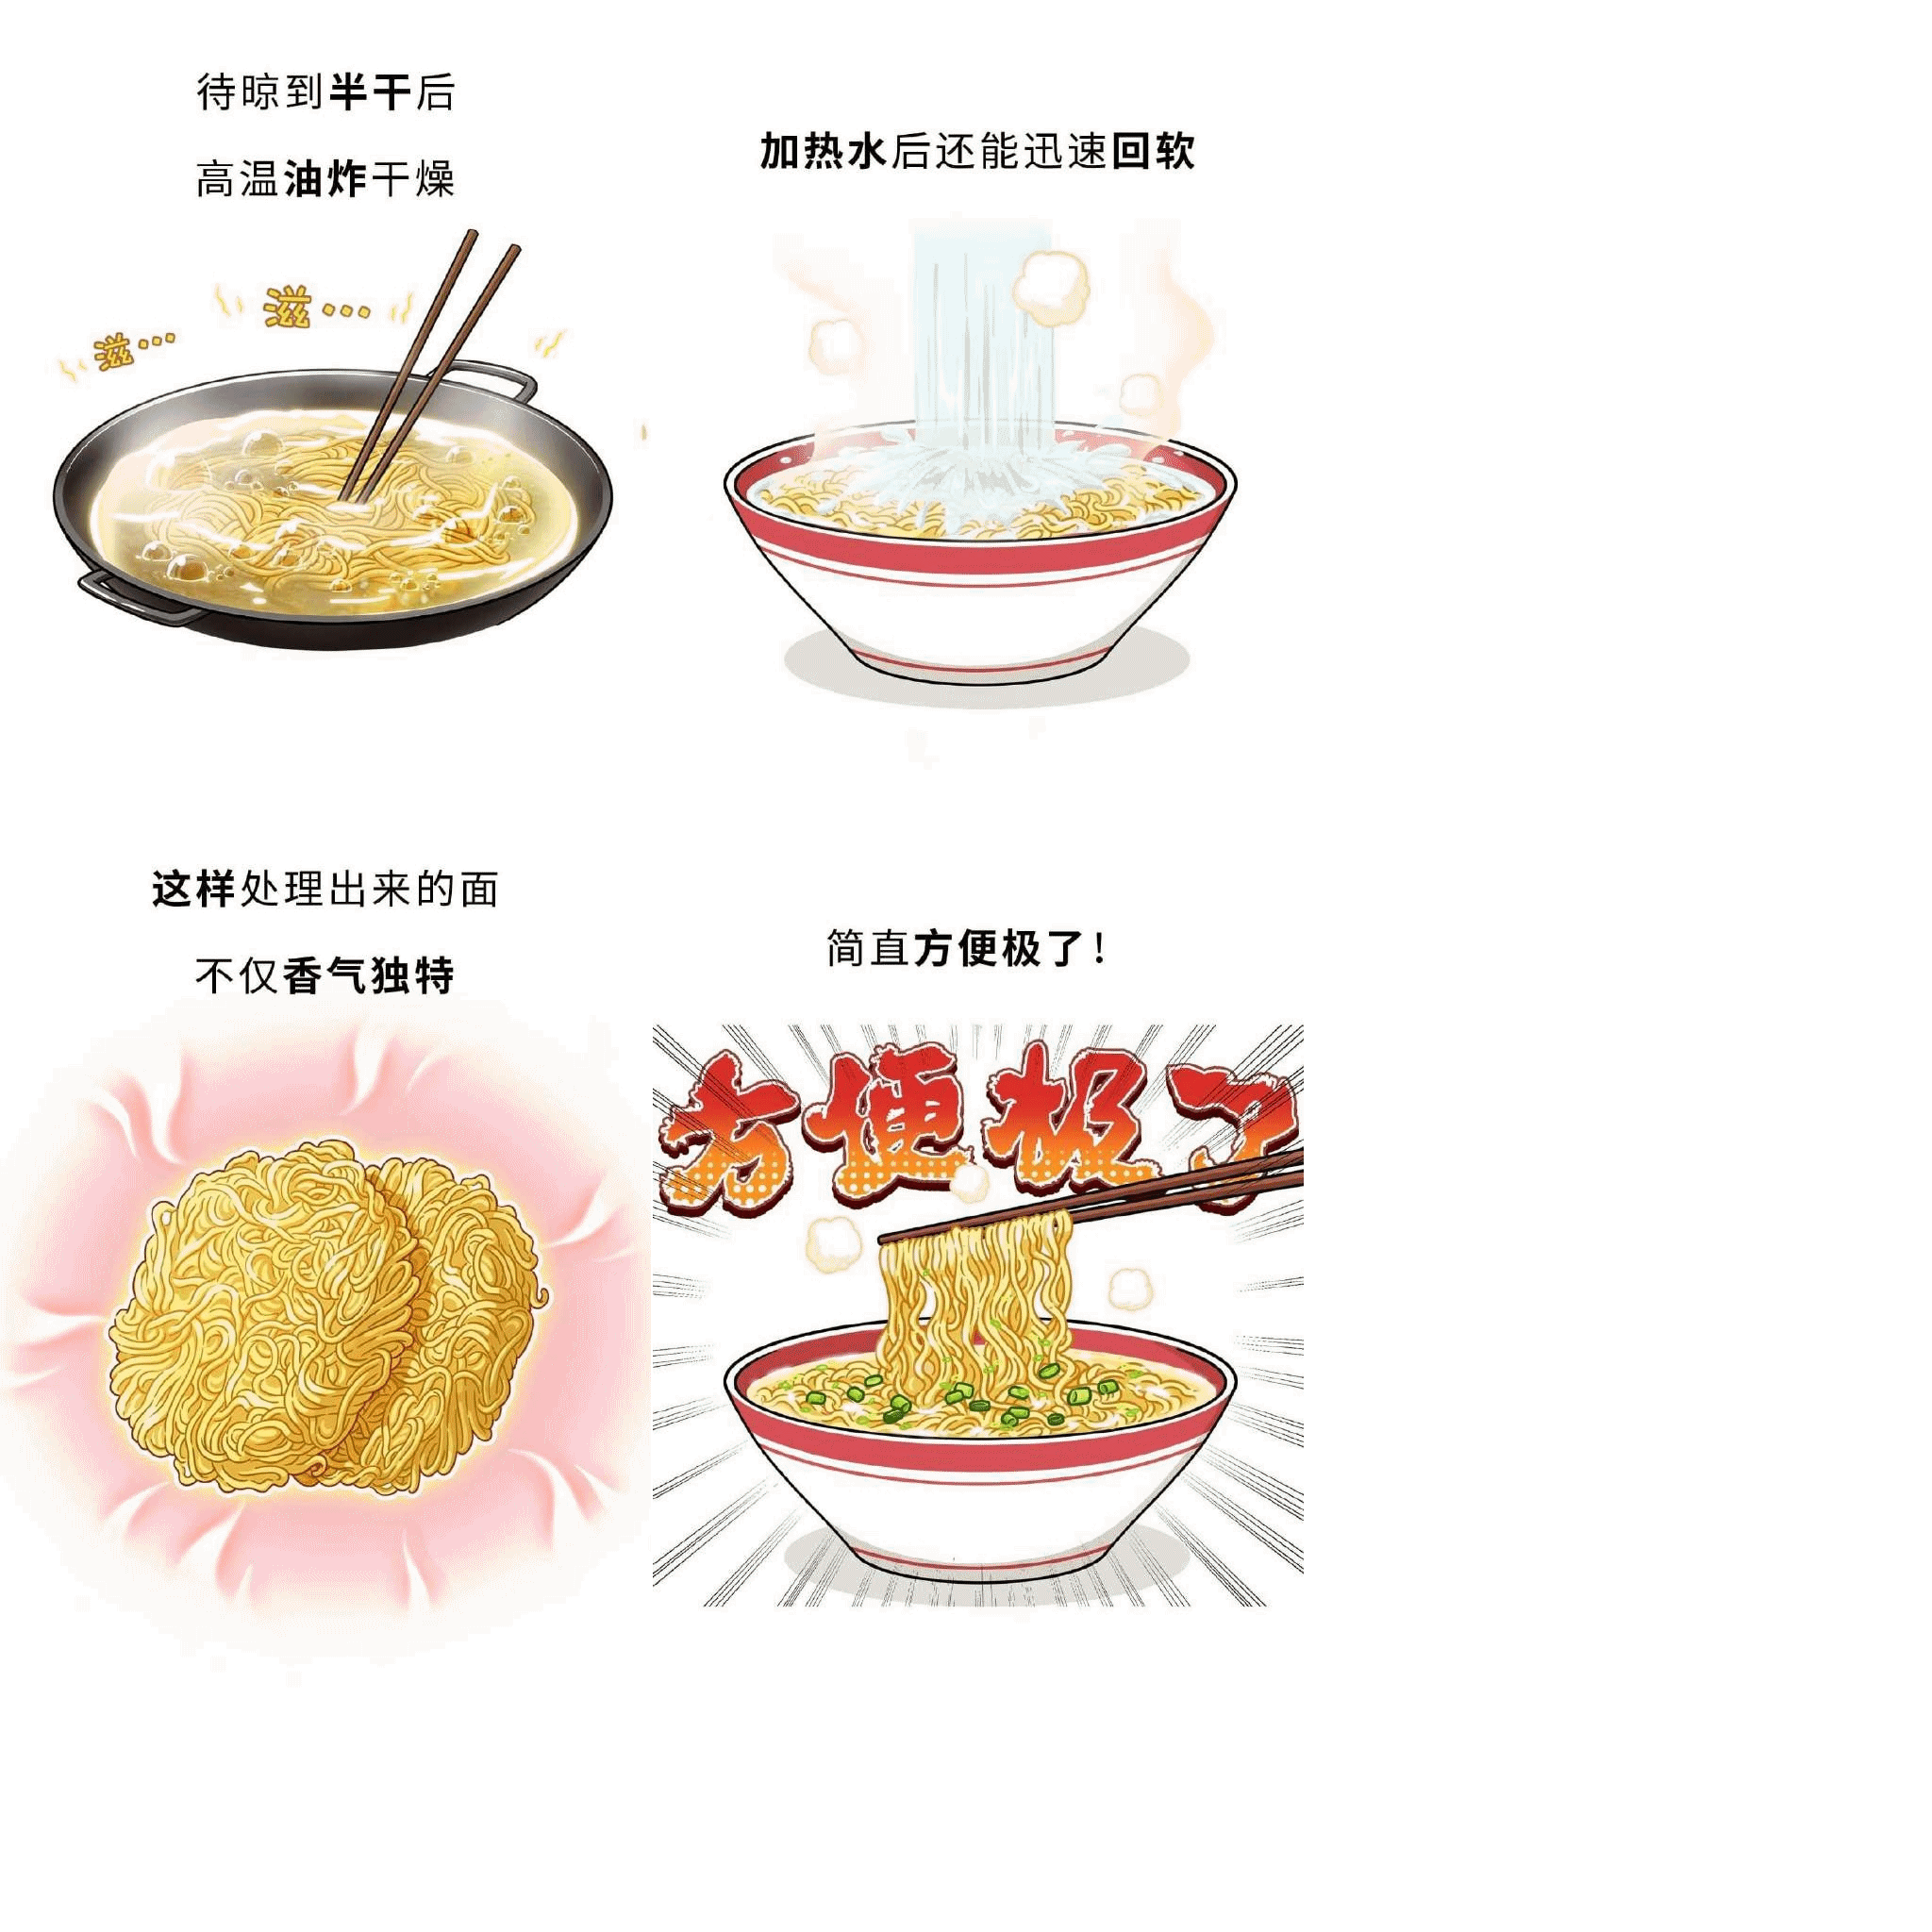 待晾到半干后
高温油炸干燥
滋…
滋…
加热水后还能迅速回软
这样处理出来的面
不仅香气独特
简直方便极了！
方便极了